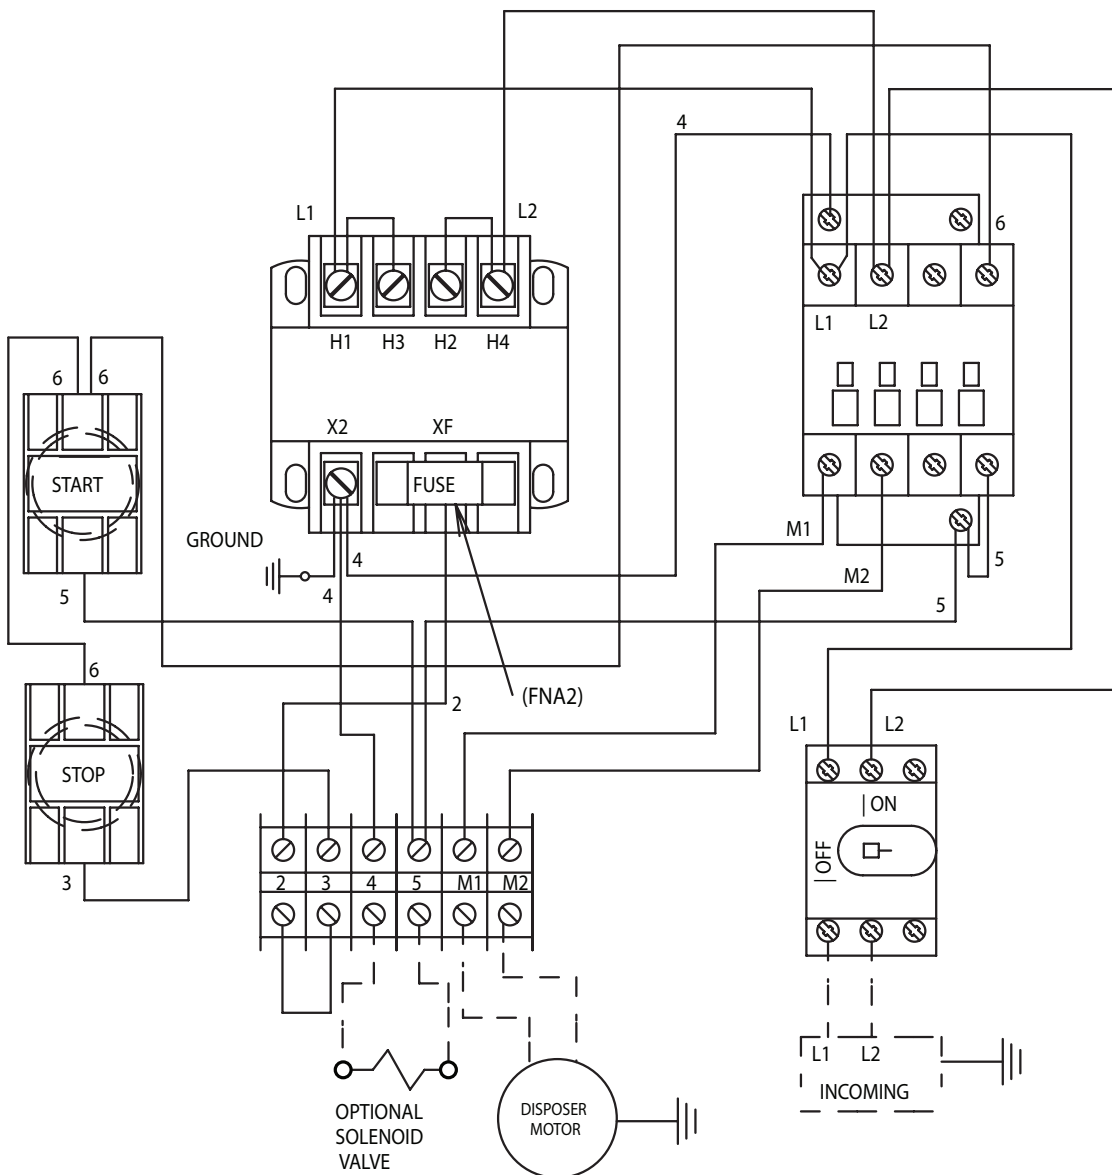 4
L1
L2
6
H1
H3
H2
H4
L1
L2
6
6
X2
XF
START
FUSE
GROUND
M1
4
5
M2
5
4
5
6
2
(FNA2)
L1
L2
STOP
| ON
| OFF
3
2
3
4
5
M1
M2
L1
L2
INCOMING
OPTIONAL
SOLENOID
VALVE
DISPOSER
MOTOR